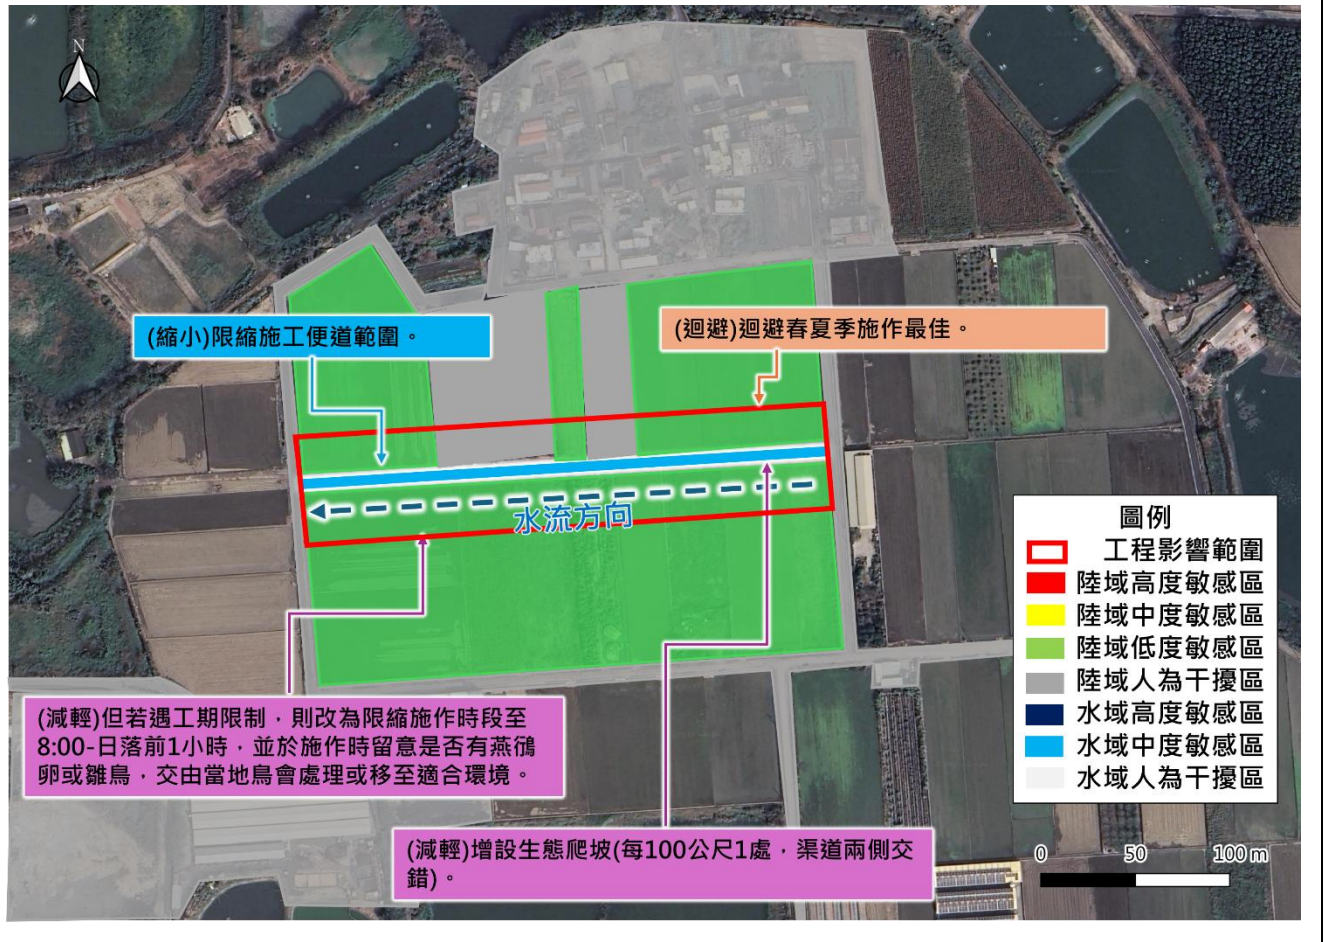 N
(縮小)限縮施工便道範圍。
(迴避)迴避春夏季施作最佳。
水流方向
(減輕)但若遇工期限制，則改為限縮施作時段至
8:00-日落前1小時，並於施作時留意是否有燕鴴
卵或雛鳥，交由當地鳥會處理或移至適合環境。
(減輕)增設生態爬坡(每100公尺1處，渠道兩側交
錯)。
圖例
工程影響範圍
陸域高度敏感區
陸域中度敏感區
陸域低度敏感區
陸域人為干擾區
水域高度敏感區
水域中度敏感區
水域人為干擾區
0 50 100 m